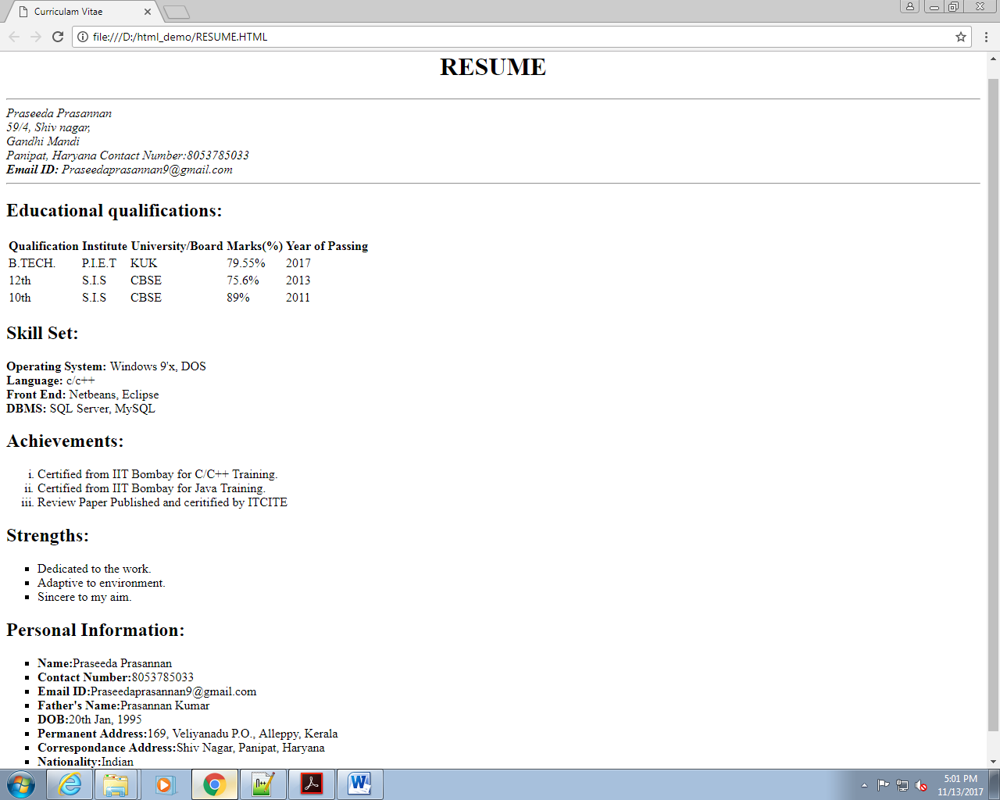 Curriculam Vitae
file:///D:/html_demo/RESUME.HTML
RESUME
Praseeda Prasannan
59/4, Shiv nagar,
Gandhi Mandi
Panipat, Haryana Contact Number:8053785033
Email ID: Praseedaprasannan9@gmail.com
Educational qualifications:
Qualification Institute University/Board Marks(%) Year of Passing
B.TECH. P.I.E.T KUK 79.55% 2017
12th S.I.S CBSE 75.6% 2013
10th S.I.S CBSE 89% 2011
Skill Set:
Operating System: Windows 9'x, DOS
Language: c/c++
Front End: Netbeans, Eclipse
DBMS: SQL Server, MySQL
Achievements:
i. Certified from IIT Bombay for C/C++ Training.
ii. Certified from IIT Bombay for Java Training.
iii. Review Paper Published and ceritified by ITCITE
Strengths:
Dedicated to the work.
Adaptive to environment.
Sincere to my aim.
Personal Information:
Name:Praseeda Prasannan
Contact Number:8053785033
Email ID:Praseedaprasannan9@gmail.com
Father's Name:Prasannan Kumar
DOB:20th Jan, 1995
Permanent Address:169, Veliyanadu P.O., Alleppy, Kerala
Correspondance Address:Shiv Nagar, Panipat, Haryana
Nationality:Indian
5:01 PM
11/13/2017